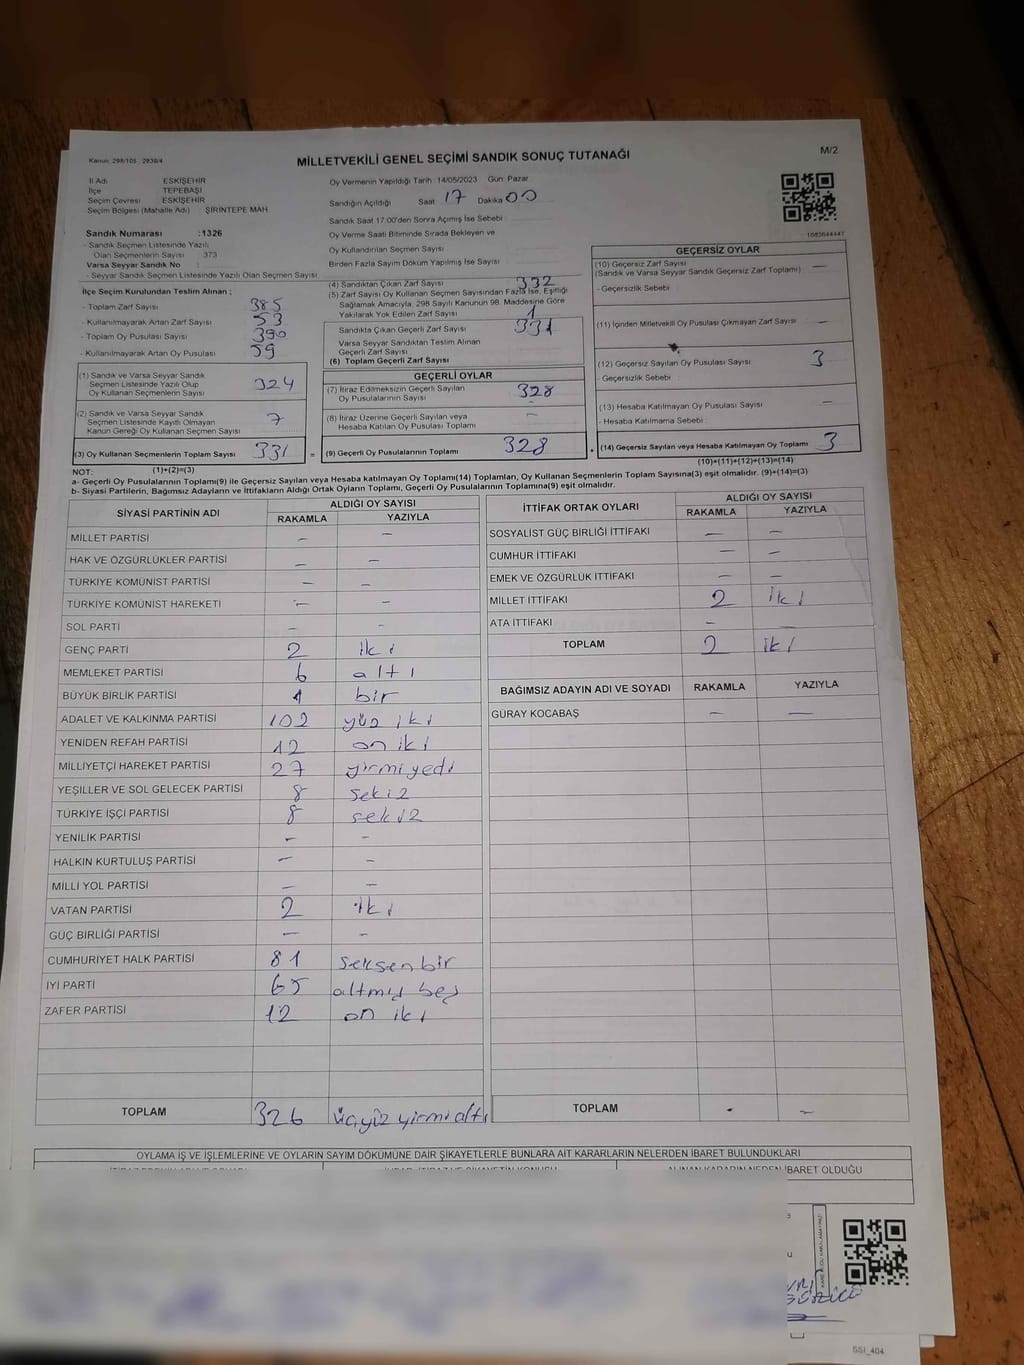 Kanun: 298/105 , 2839/4
MİLLETVEKİLİ GENEL SEÇİMİ SANDIK SONUÇ TUTANAĞI
M/2
İl Adı ESKİŞEHİR
İlçe TEPEBAŞI
Seçim Çevresi ESKİŞEHİR
Seçim Bölgesi (Mahalle Adı) ŞİRİNTEPE MAH
Sandık Numarası :1326
- Sandık Seçmen Listesinde Yazılı
Olan Seçmenlerin Sayısı 373
Varsa Seyyar Sandık No :
- Seyyar Sandık Seçmen Listesinde Yazılı Olan Seçmen Sayısı
Oy Vermenin Yapıldığı Tarih :14/05/2023 Gün: Pazar
Sandığın Açıldığı Saat 17 Dakika 00
Sandık Saat 17.00'den Sonra Açımış İse Sebebi
Oy Verme Saati Bitiminde Sırada Bekleyen ve
Oy Kullandırılan Seçmen Sayısı
Birden Fazla Sayım Döküm Yapılmış İse Sayısı
1083644447
İlçe Seçim Kurulundan Teslim Alınan ;
- Toplam Zarf Sayısı 385
- Kullanılmayarak Artan Zarf Sayısı 53
- Toplam Oy Pusulası Sayısı 390
- Kullanılmayarak Artan Oy Pusulası 59
(4) Sandıktan Çıkan Zarf Sayısı 332
(5) Zarf Sayısı Oy Kullanan Seçmen Sayısından Fazla İse, Eşitliği
Sağlamak Amacıyla, 298 Sayılı Kanunun 98. Maddesine Göre
Yakılarak Yok Edilen Zarf Sayısı 1
Sandıkta Çıkan Geçerli Zarf Sayısı 331
Varsa Seyyar Sandıktan Teslim Alınan
Geçerli Zarf Sayısı
(6) Toplam Geçerli Zarf Sayısı
GEÇERSİZ OYLAR
(10) Geçersiz Zarf Sayısı —
(Sandık ve Varsa Seyyar Sandık Geçersiz Zarf Toplamı)
- Geçersizlik Sebebi
(11) İçinden Milletvekili Oy Pusulası Çıkmayan Zarf Sayısı —
(12) Geçersiz Sayılan Oy Pusulası Sayısı 3
- Geçersizlik Sebebi
(13) Hesaba Katılmayan Oy Pusulası Sayısı —
- Hesaba Katılmama Sebebi
(14) Geçersiz Sayılan veya Hesaba Katılmayan Oy Toplamı 3
(10)+(11)+(12)+(13)=(14)
(1) Sandık ve Varsa Seyyar Sandık
Seçmen Listesinde Yazılı Olup
Oy Kullanan Seçmenlerin Sayısı 324
(2) Sandık ve Varsa Seyyar Sandık
Seçmen Listesinde Kayıtlı Olmayan
Kanun Gereği Oy Kullanan Seçmen Sayısı 7
(3) Oy Kullanan Seçmenlerin Toplam Sayısı 331 =
(1)+(2)=(3)
GEÇERLİ OYLAR
(7) İtiraz Edilmeksizin Geçerli Sayılan
Oy Pusulalarının Sayısı 328
(8) İtiraz Üzerine Geçerli Sayılan veya
Hesaba Katılan Oy Pusulası Toplamı —
(9) Geçerli Oy Pusulalarının Toplamı 328 +
NOT:
a- Geçerli Oy Pusulalarının Toplamı(9) ile Geçersiz Sayılan veya Hesaba katılmayan Oy Toplamı(14) Toplamları, Oy Kullanan Seçmenlerin Toplam Sayısına(3) eşit olmalıdır. (9)+(14)=(3)
b- Siyasi Partilerin, Bağımsız Adayların ve İttifakların Aldığı Ortak Oyların Toplamı, Geçerli Oy Pusulalarının Toplamına(9) eşit olmalıdır.
SİYASİ PARTİNİN ADI ALDIĞI OY SAYISI
RAKAMLA YAZIYLA
MİLLET PARTİSİ — —
HAK VE ÖZGÜRLÜKLER PARTİSİ — —
TÜRKİYE KOMÜNİST PARTİSİ — —
TÜRKİYE KOMÜNİST HAREKETİ — —
SOL PARTİ — —
GENÇ PARTİ 2 iki
MEMLEKET PARTİSİ 6 altı
BÜYÜK BİRLİK PARTİSİ 1 bir
ADALET VE KALKINMA PARTİSİ 102 yüz iki
YENİDEN REFAH PARTİSİ 12 on iki
MİLLİYETÇİ HAREKET PARTİSİ 27 yirmi yedi
YEŞİLLER VE SOL GELECEK PARTİSİ 8 sekiz
TÜRKİYE İŞÇİ PARTİSİ 8 sekiz
YENİLİK PARTİSİ — —
HALKIN KURTULUŞ PARTİSİ — —
MİLLİ YOL PARTİSİ — —
VATAN PARTİSİ 2 iki
GÜÇ BİRLİĞİ PARTİSİ — —
CUMHURİYET HALK PARTİSİ 81 seksen bir
İYİ PARTİ 65 altmış beş
ZAFER PARTİSİ 12 on iki
TOPLAM 326 üçyüz yirmi altı
İTTİFAK ORTAK OYLARI ALDIĞI OY SAYISI
RAKAMLA YAZIYLA
SOSYALİST GÜÇ BİRLİĞİ İTTİFAKI — —
CUMHUR İTTİFAKI — —
EMEK VE ÖZGÜRLÜK İTTİFAKI — —
MİLLET İTTİFAKI 2 iki
ATA İTTİFAKI —
TOPLAM 2 iki
BAĞIMSIZ ADAYIN ADI VE SOYADI RAKAMLA YAZIYLA
GÜRAY KOCABAŞ — —
TOPLAM - —
OYLAMA İŞ VE İŞLEMLERİNE VE OYLARIN SAYIM DÖKÜMÜNE DAİR ŞİKAYETLERLE BUNLARA AİT KARARLARIN NELERDEN İBARET BULUNDUKLARI
ALINAN KARARIN NEDEN İBARET OLDUĞU
SSI_404